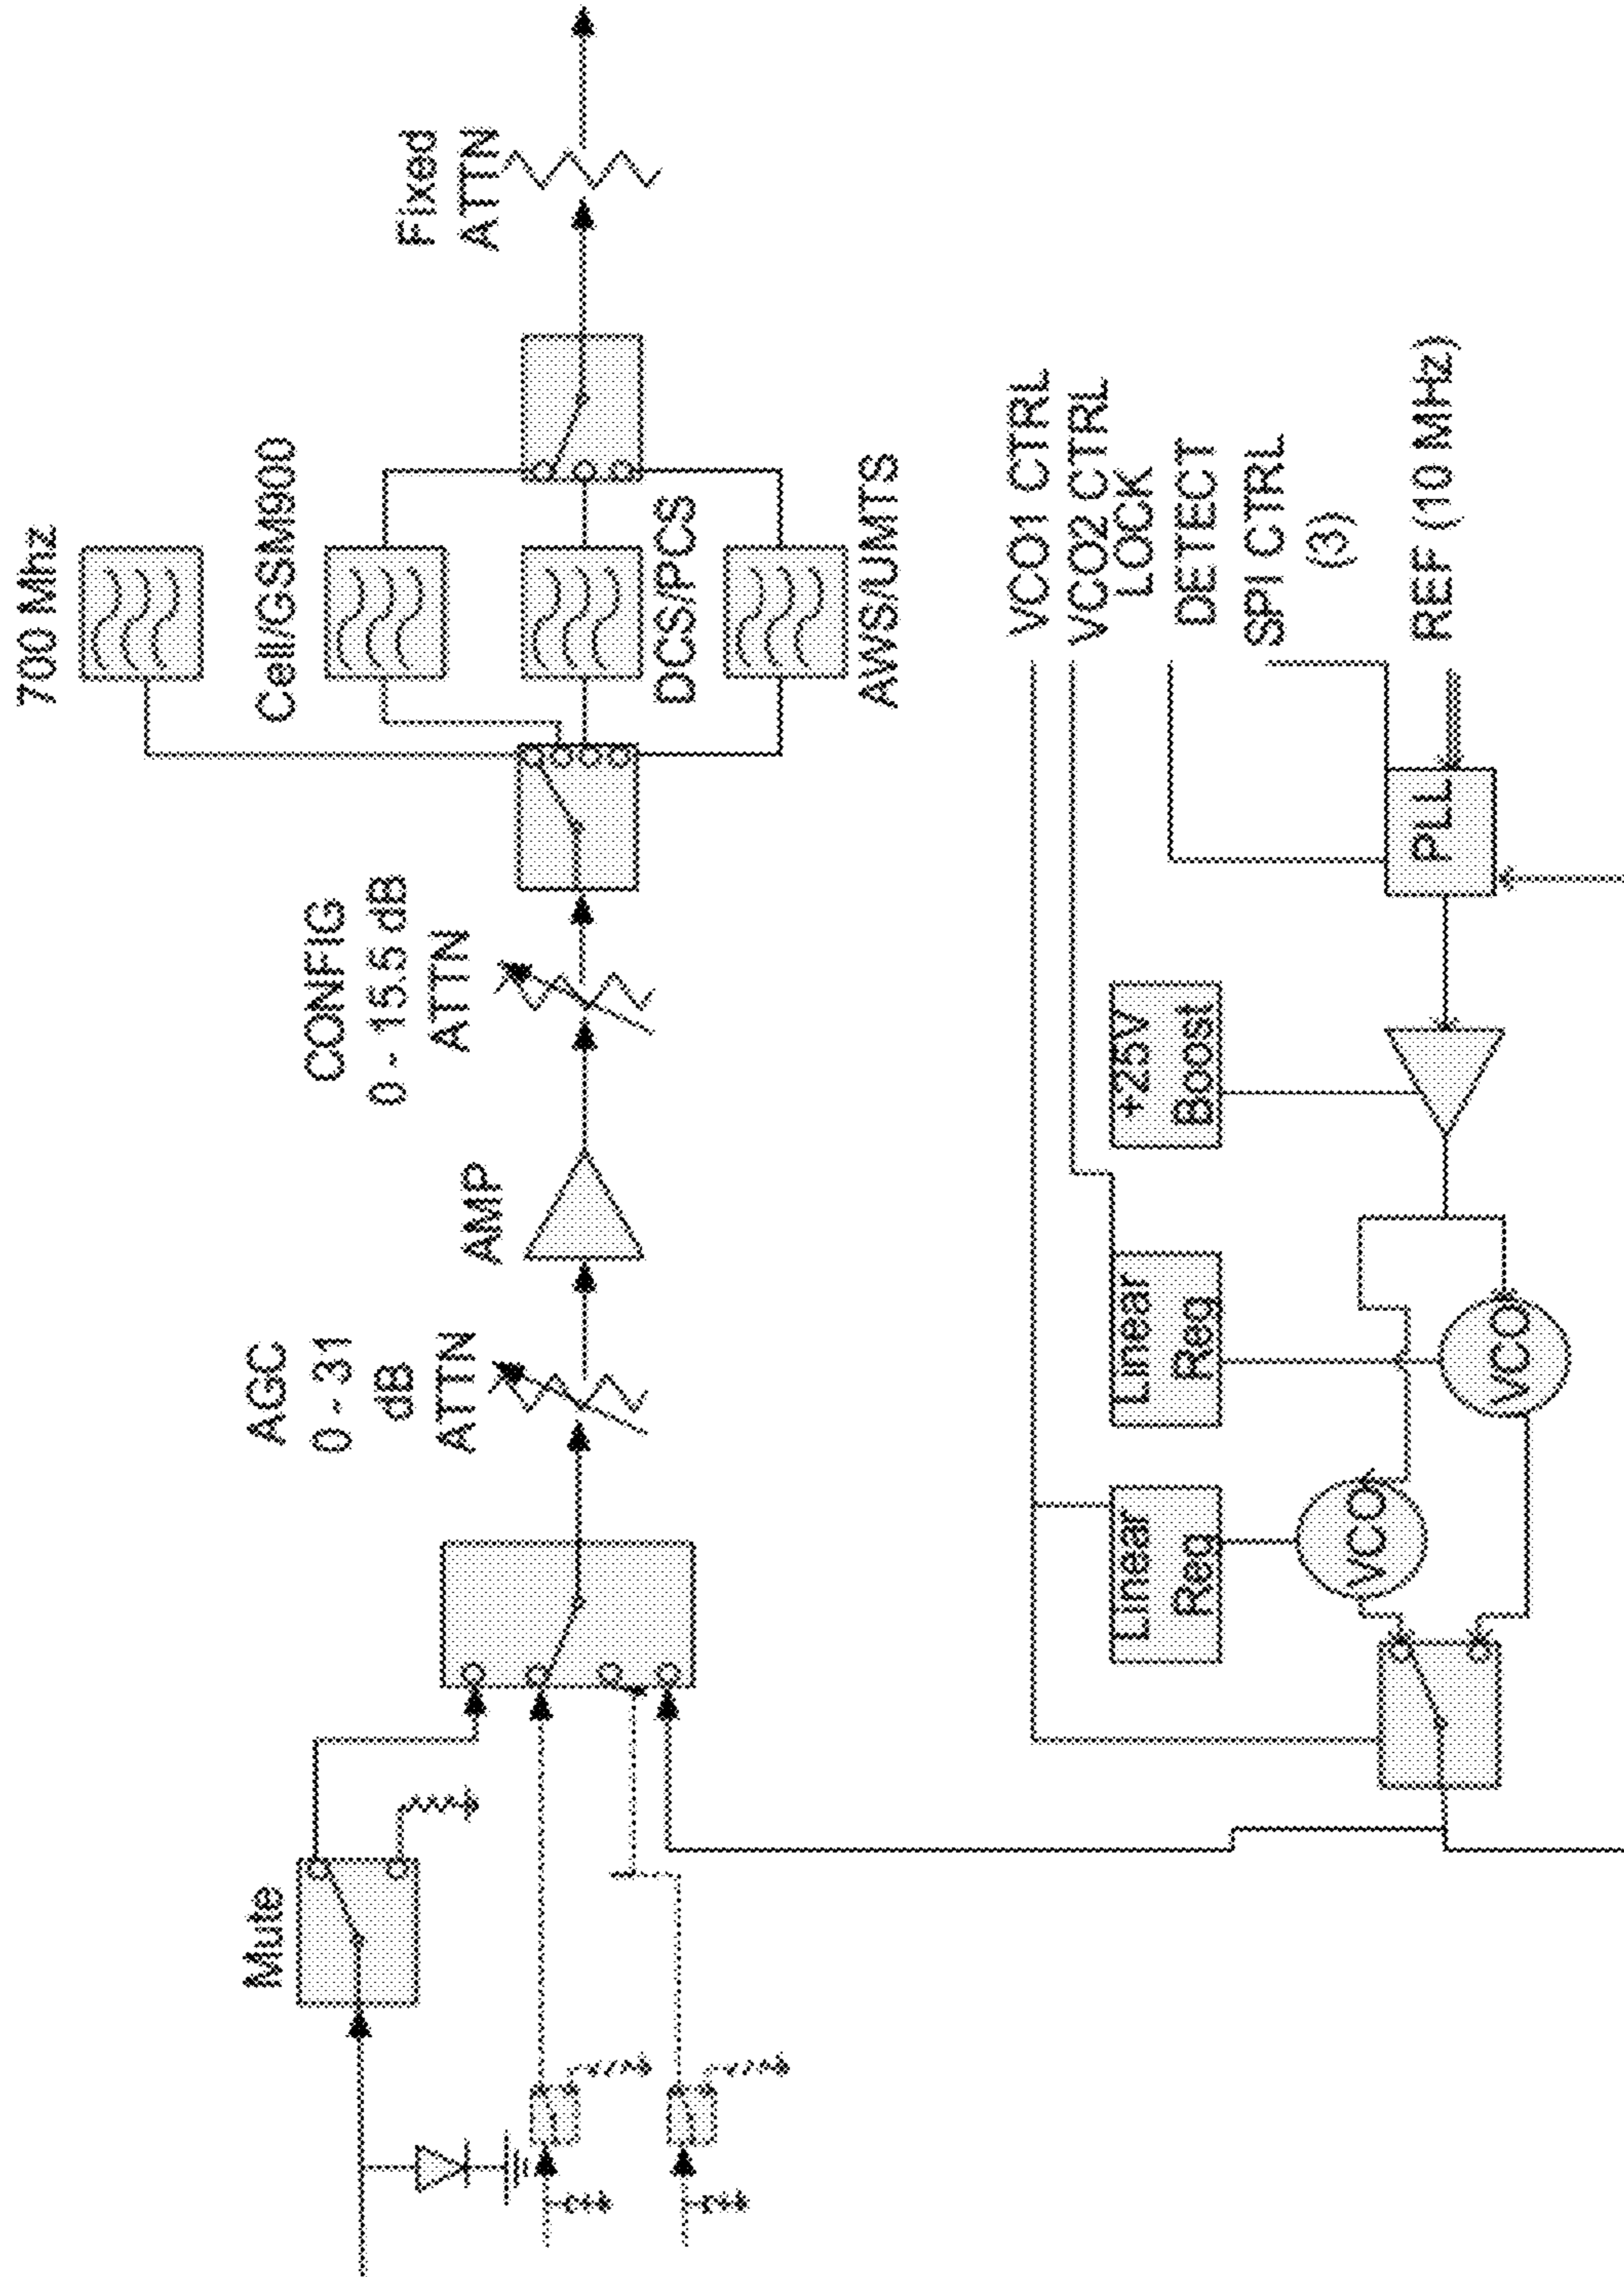 Mute
AGC
0 - 31
dB
ATTN
AMP
CONFIG
0 - 15.5 dB
ATTN
700 Mhz
Cell/GSM900
DCS/PCS
AWS/UMTS
Fixed
ATTN
Linear
Reg
Linear
Reg
+25V
Boost
VCO
VCO
PLL
VCO1 CTRL
VCO2 CTRL
LOCK
DETECT
SPI CTRL
(3)
REF (10 MHz)